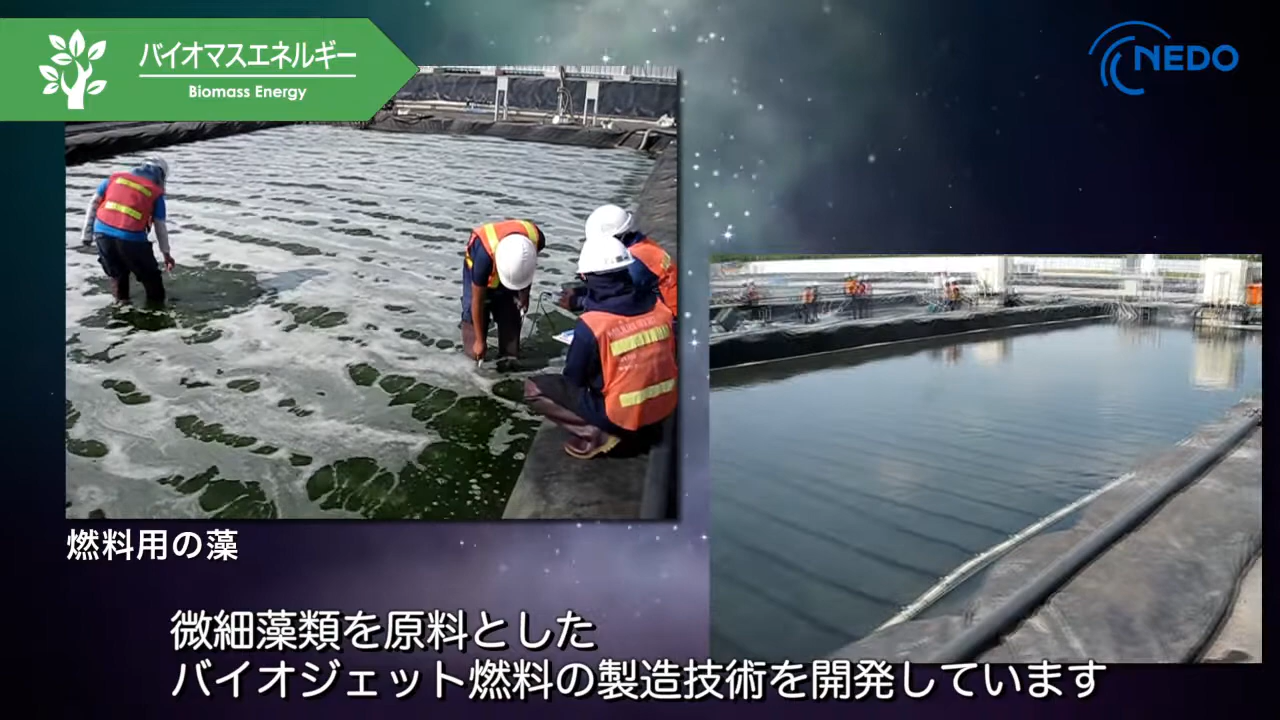 バイオマスエネルギー
Biomass Energy
NEDO
燃料用の藻
微細藻類を原料とした
バイオジェット燃料の製造技術を開発しています